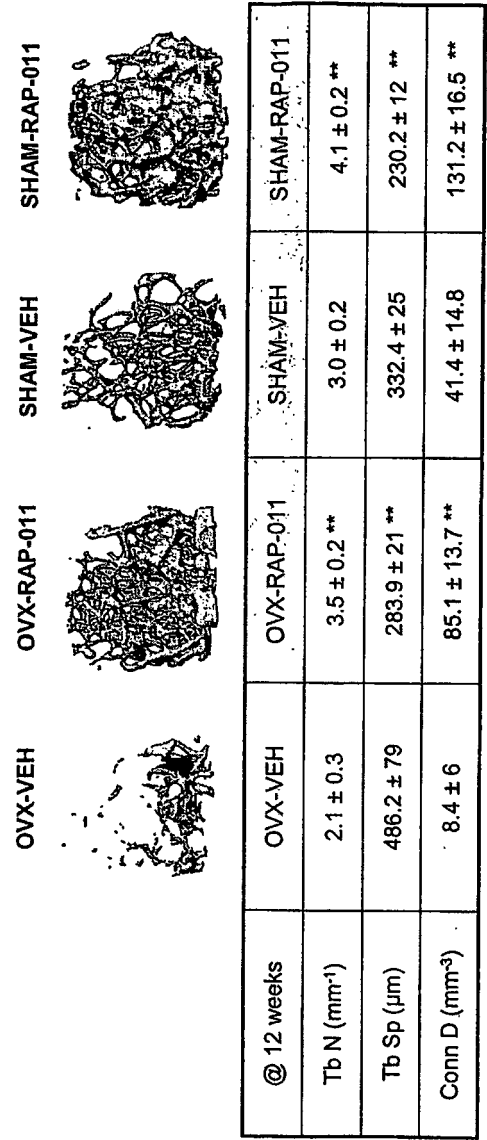 OVX-VEH OVX-RAP-011 SHAM-VEH SHAM-RAP-011
@ 12 weeks OVX-VEH OVX-RAP-011 SHAM-VEH SHAM-RAP-011
Tb N (mm-1) 2.1 ± 0.3 3.5 ± 0.2 ** 3.0 ± 0.2 4.1 ± 0.2 **
Tb Sp (µm) 486.2 ± 79 283.9 ± 21 ** 332.4 ± 25 230.2 ± 12 **
Conn D (mm-3) 8.4 ± 6 85.1 ± 13.7 ** 41.4 ± 14.8 131.2 ± 16.5 **